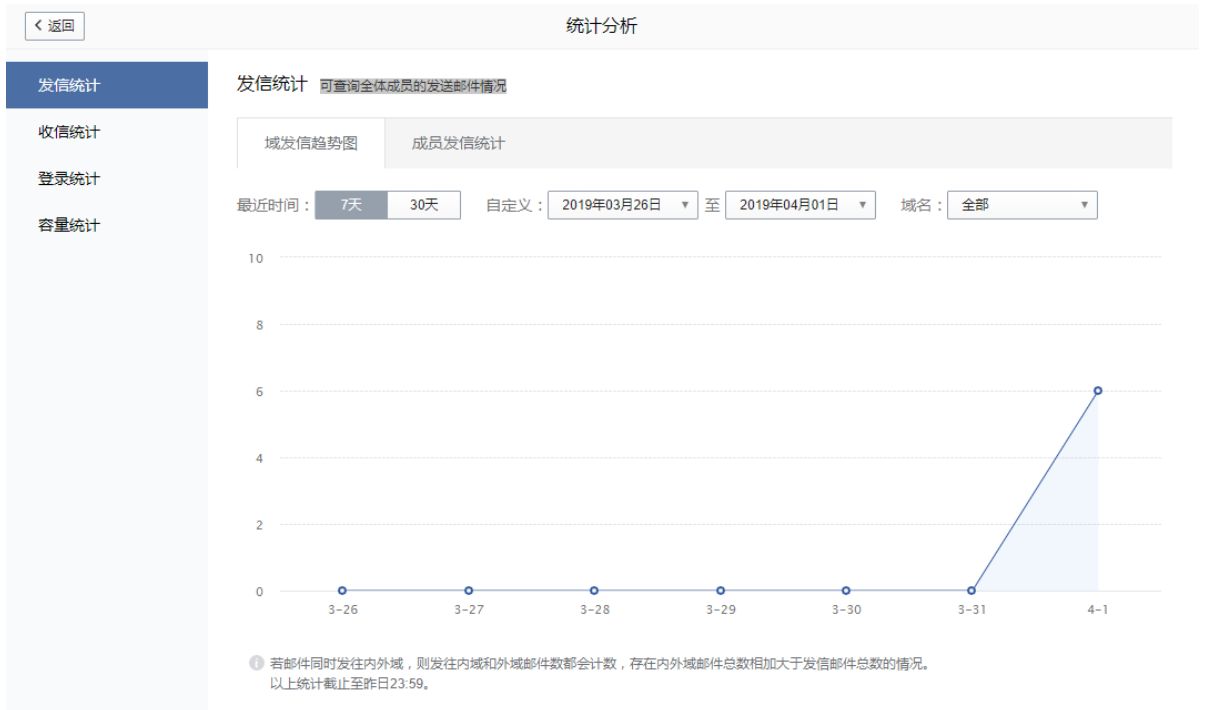 返回
统计分析
发信统计
收信统计
登录统计
容量统计
发信统计 可查询全体成员的发送邮件情况
域发信趋势图 成员发信统计
最近时间： 7天 30天 自定义： 2019年03月26日 至 2019年04月01日 域名： 全部
10
8
6
4
2
0
3-26 3-27 3-28 3-29 3-30 3-31 4-1
若邮件同时发往内外域，则发往内域和外域邮件数都会计数，存在内外域邮件总数相加大于发信邮件总数的情况。
以上统计截止至昨日23:59。